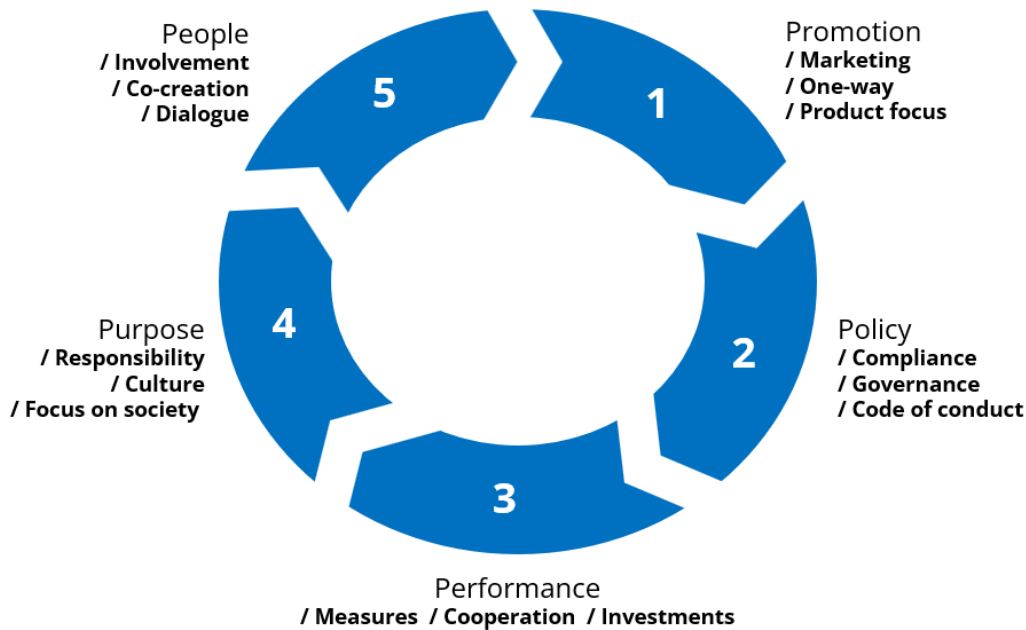 1
Promotion
/ Marketing
/ One-way
/ Product focus
2
Policy
/ Compliance
/ Governance
/ Code of conduct
3
Performance
/ Measures / Cooperation / Investments
4
Purpose
/ Responsibility
/ Culture
/ Focus on society
5
People
/ Involvement
/ Co-creation
/ Dialogue